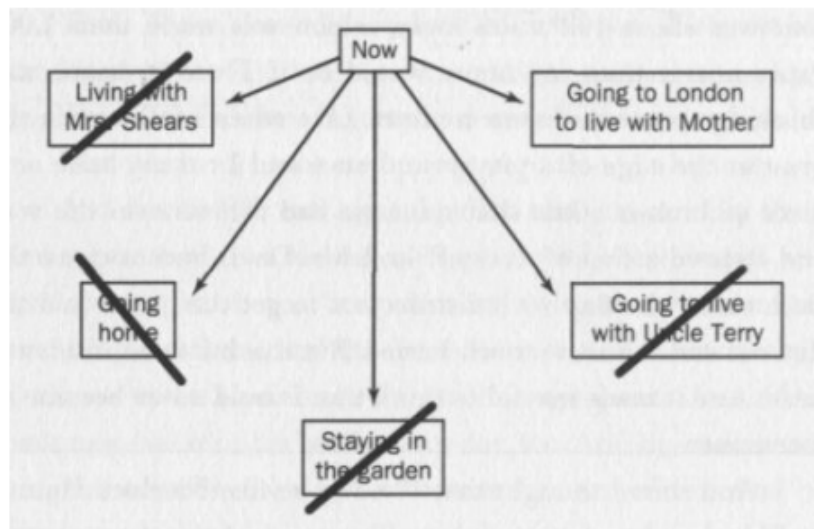 Now
Living with
Mrs. Shears
Going to London
to live with Mother
Going
home
Going to live
with Uncle Terry
Staying in
the garden